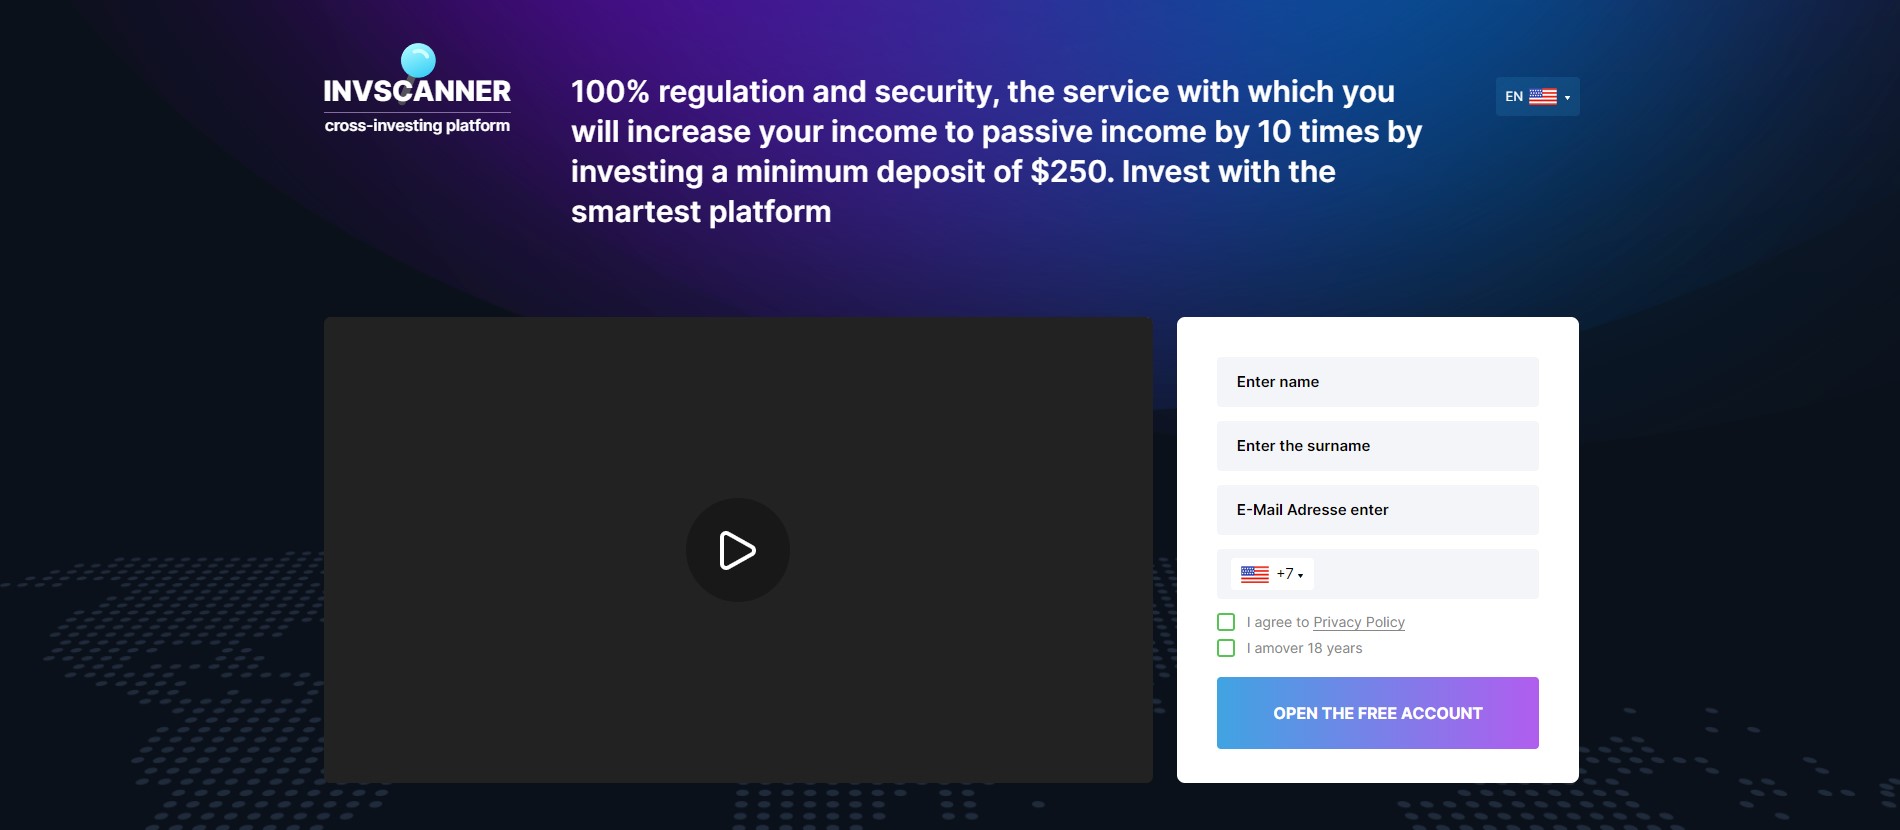 INVSCANNER
cross-investing platform
100% regulation and security, the service with which you
will increase your income to passive income by 10 times by
investing a minimum deposit of $250. Invest with the
smartest platform
EN
Enter name
Enter the surname
E-Mail Adresse enter
+7
I agree to Privacy Policy
I amover 18 years
OPEN THE FREE ACCOUNT